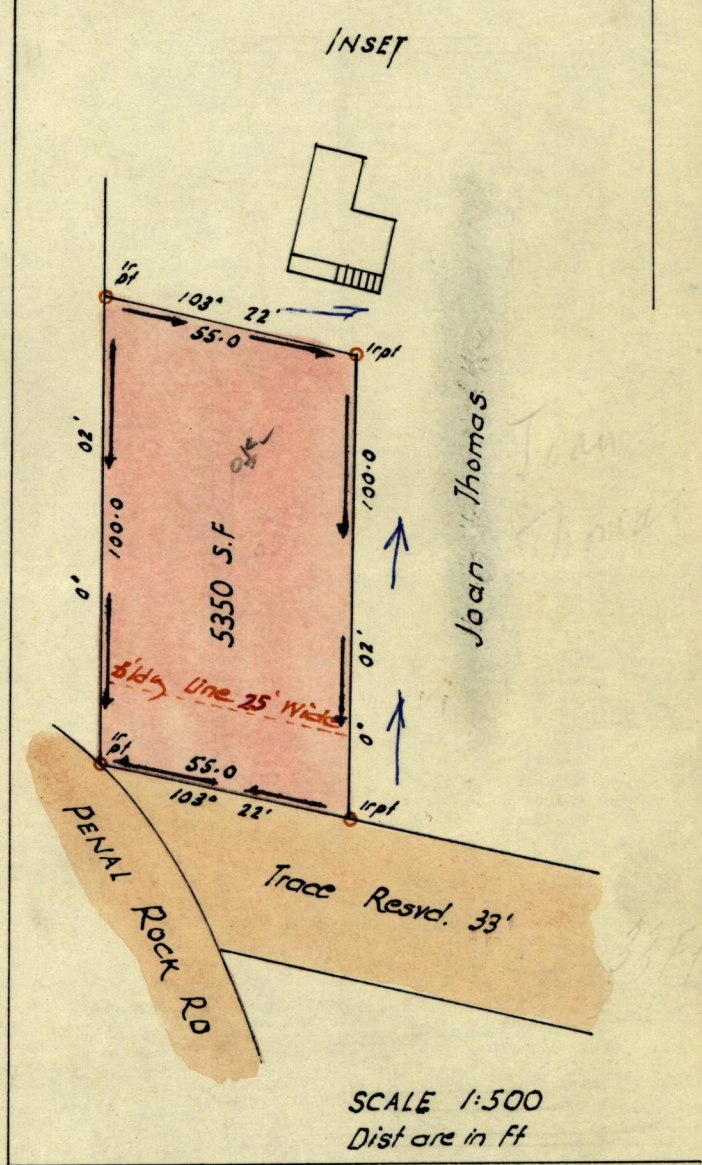 INSET
Ir
pt
103° 22'
55.0
Irpt
02'
100.0
0°
100.0
02'
0°
5350 S.F
Joan Thomas
Joan
Bldg Line 25' Wide
Ir
pt
55.0
103° 22'
Irpt
PENAL ROCK RD
Trace Resvd. 33'
33Ft
SCALE 1:500
Dist are in Ft